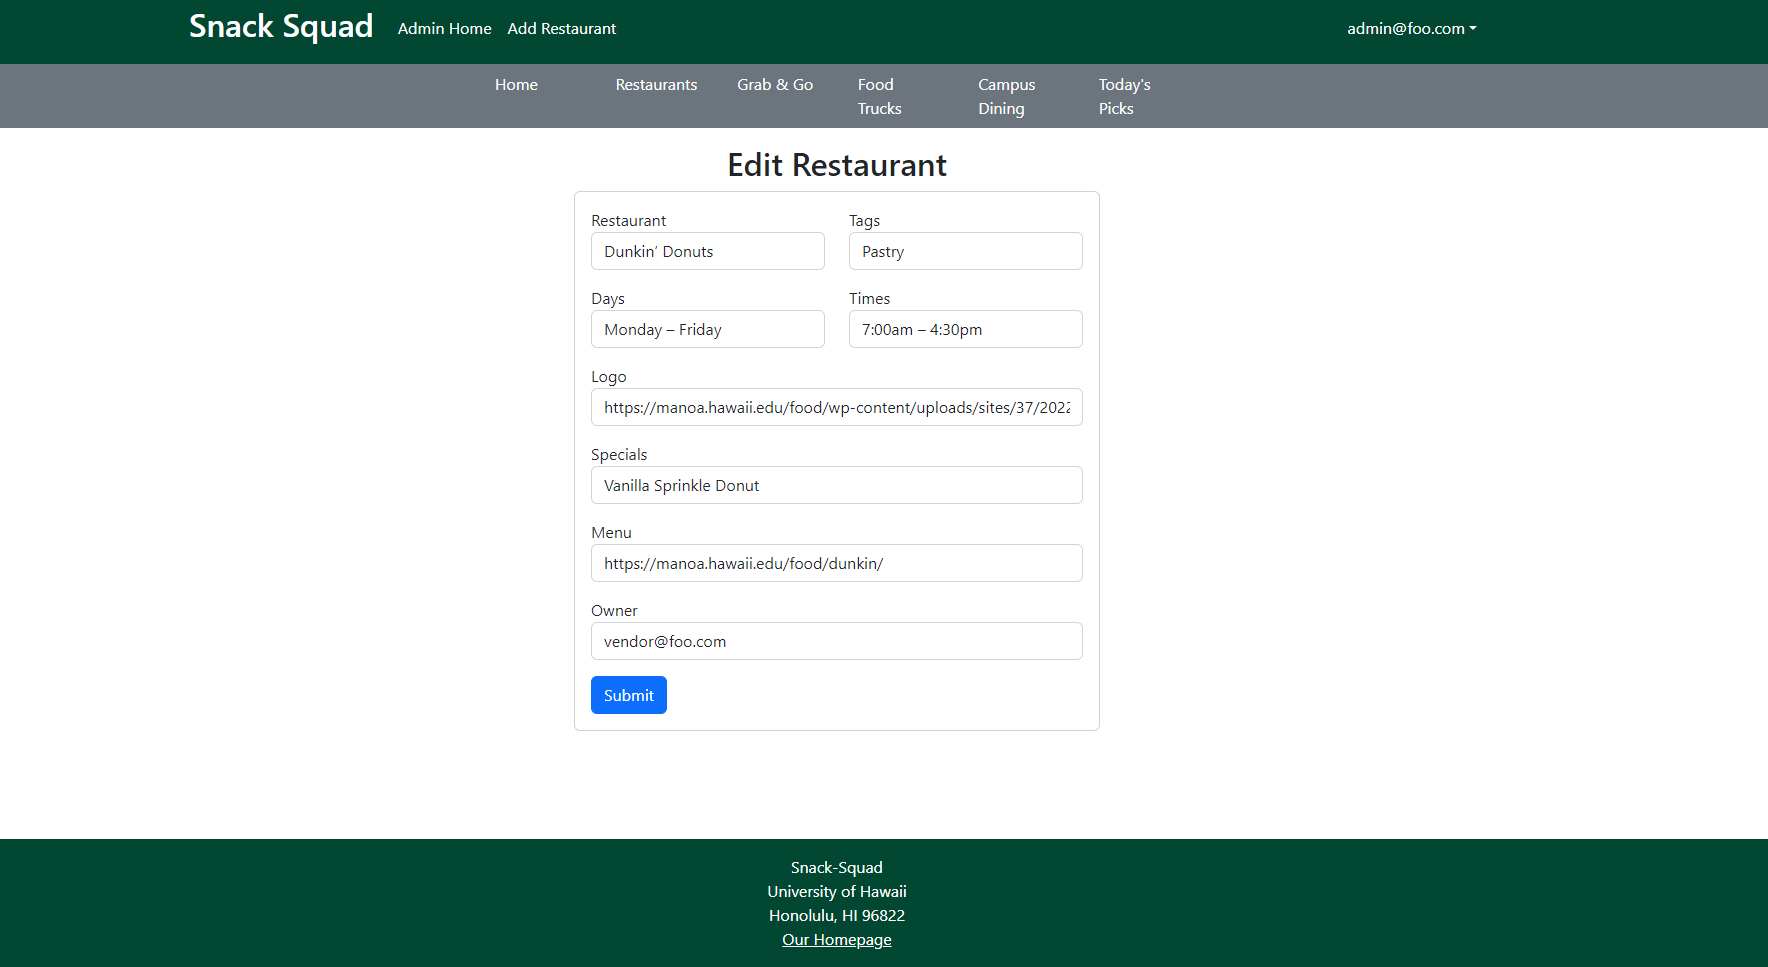 Snack Squad Admin Home Add Restaurant admin@foo.com
Home Restaurants Grab & Go Food Trucks Campus Dining Today's Picks
Edit Restaurant
Restaurant Tags
Dunkin' Donuts Pastry
Days Times
Monday – Friday 7:00am – 4:30pm
Logo
https://manoa.hawaii.edu/food/wp-content/uploads/sites/37/2022
Specials
Vanilla Sprinkle Donut
Menu
https://manoa.hawaii.edu/food/dunkin/
Owner
vendor@foo.com
Submit
Snack-Squad
University of Hawaii
Honolulu, HI 96822
Our Homepage